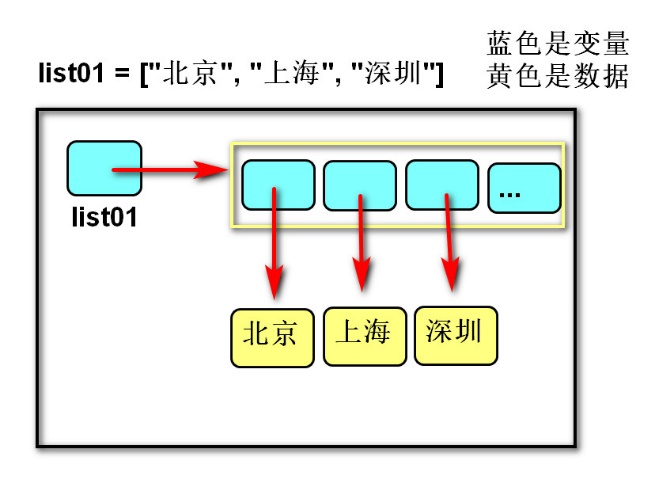 蓝色是变量
黄色是数据
list01 = ["北京", "上海", "深圳"]
list01
...
北京
上海
深圳